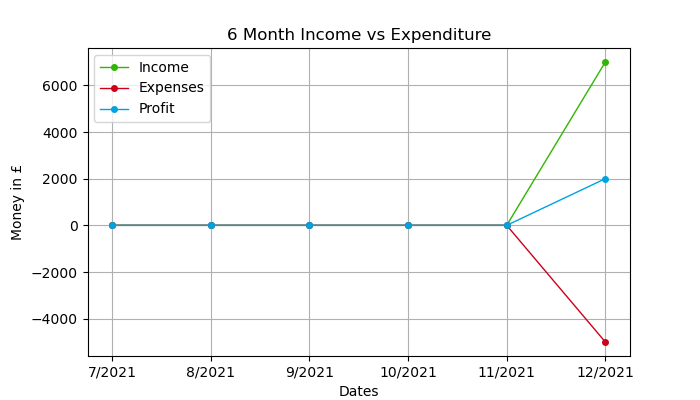 6 Month Income vs Expenditure
Income
Expenses
Profit
Money in £
6000
4000
2000
0
−2000
−4000
7/2021 8/2021 9/2021 10/2021 11/2021 12/2021
Dates